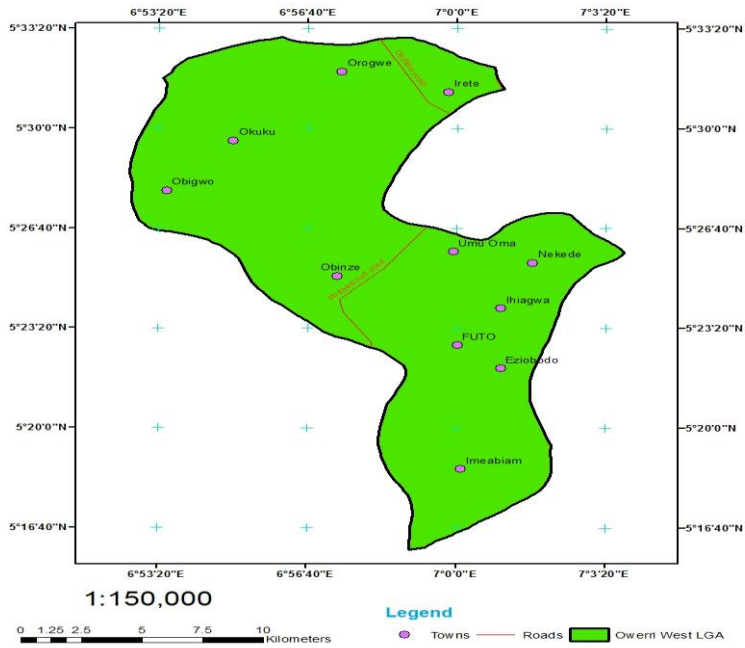 6°53'20"E 6°56'40"E 7°0'0"E 7°3'20"E
5°33'20"N 5°33'20"N
Orogwe
Irete
5°30'0"N 5°30'0"N
Okuku
Obigwo
5°26'40"N 5°26'40"N
Umu Oma
Nekede
Obinze
Ihiagwa
5°23'20"N 5°23'20"N
FUTO
Eziobodo
5°20'0"N 5°20'0"N
Imeabiam
5°16'40"N 5°16'40"N
6°53'20"E 6°56'40"E 7°0'0"E 7°3'20"E
1:150,000
Legend
0 1.25 2.5 5 7.5 10
Kilometers
Towns Roads Owerri West LGA